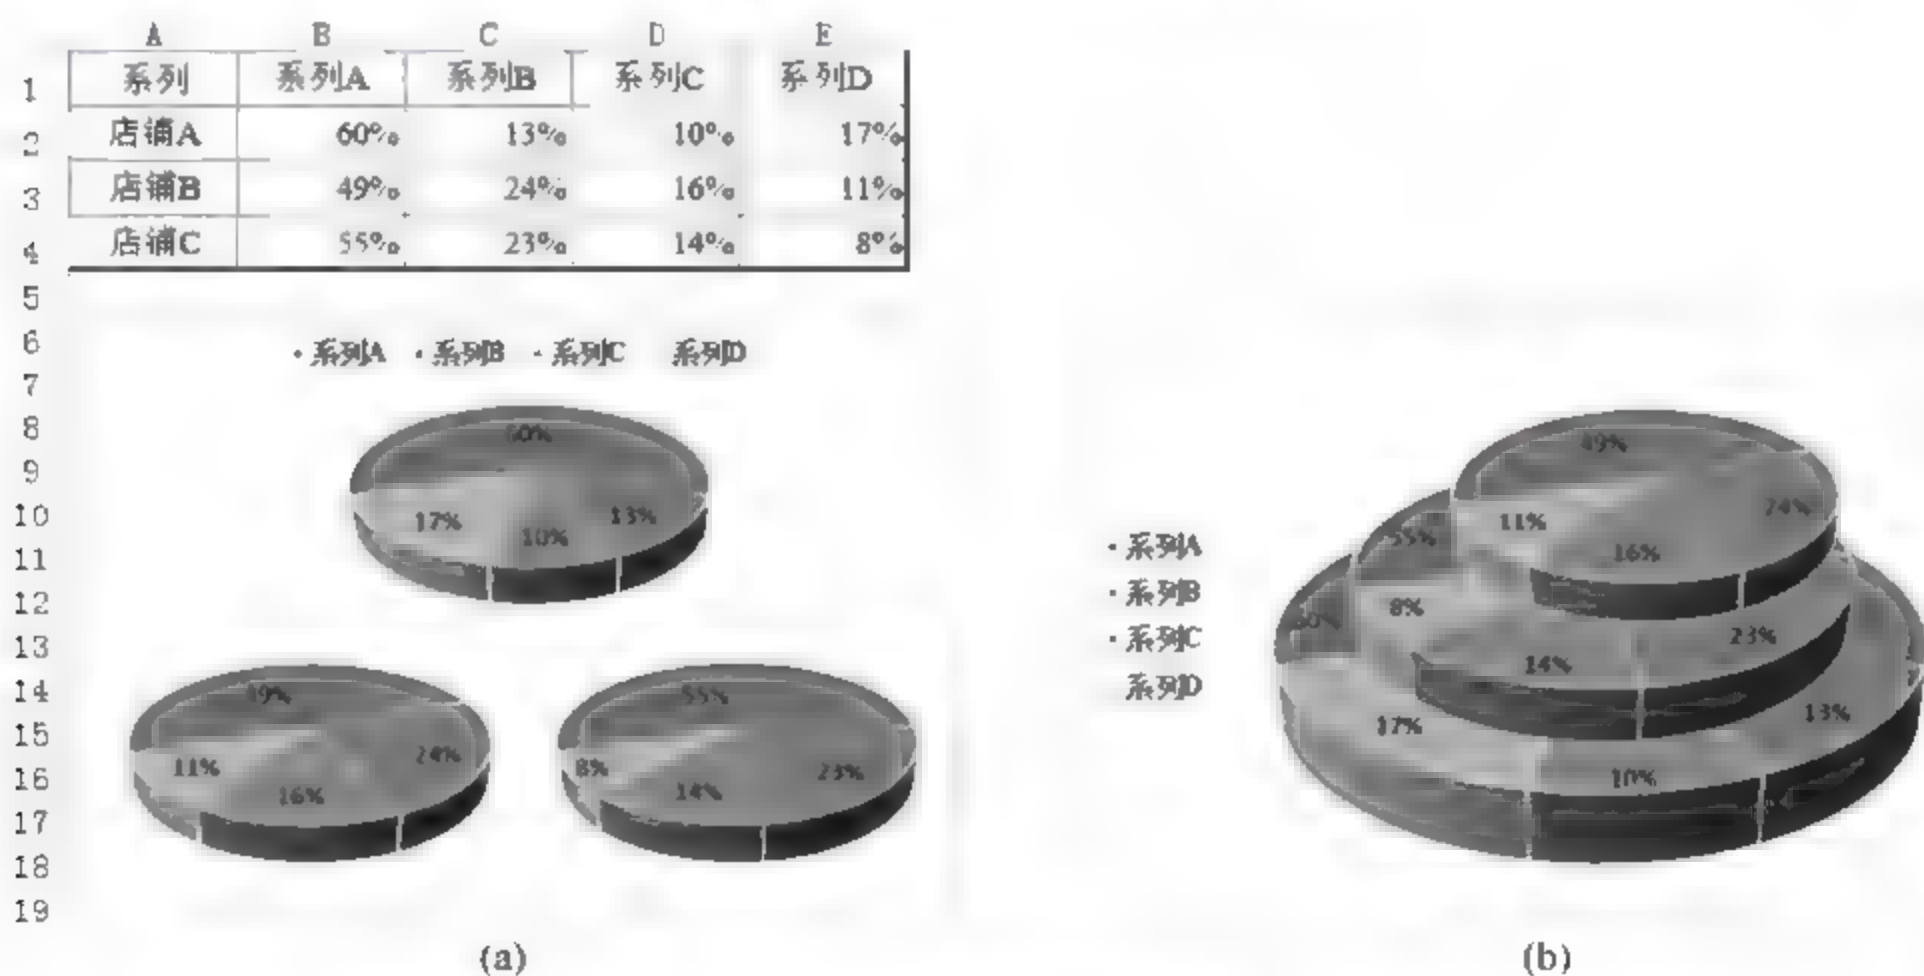 A B C D E
1 系列 系列A 系列B 系列C 系列D
2 店铺A 60% 13% 10% 17%
3 店铺B 49% 24% 16% 11%
4 店铺C 55% 23% 14% 8%
5
6
7
8
9
10
11
12
13
14
15
16
17
18
19
系列A 系列B 系列C 系列D
60%
17% 10% 13%
49% 55%
11% 24% 8% 23%
16% 14%
(a)
系列A
系列B
系列C
系列D
49%
11% 24%
55% 16%
8%
60% 23%
14%
17% 13%
10%
(b)